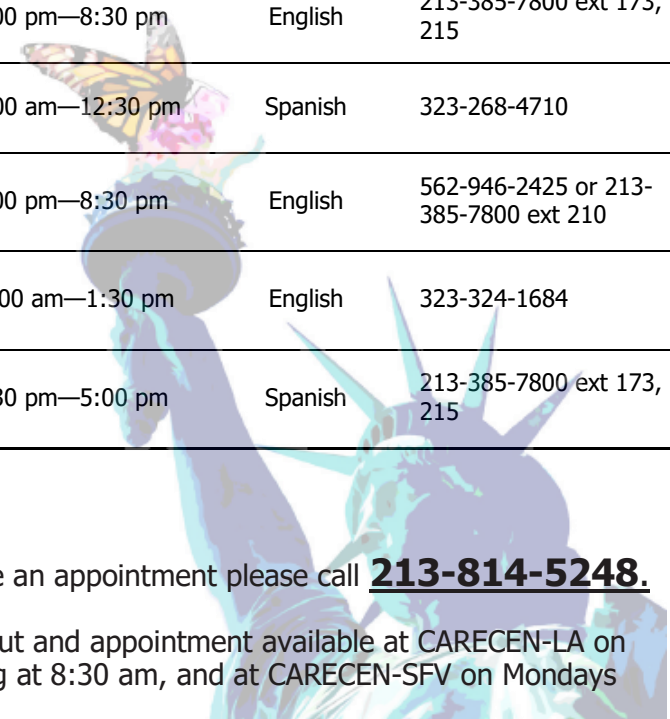 00 pm—8:30 pm English 213-385-7800 ext 173,
215
00 am—12:30 pm Spanish 323-268-4710
00 pm—8:30 pm English 562-946-2425 or 213-
385-7800 ext 210
00 am—1:30 pm English 323-324-1684
30 pm—5:00 pm Spanish 213-385-7800 ext 173,
215
e an appointment please call 213-814-5248.
ut and appointment available at CARECEN-LA on
g at 8:30 am, and at CARECEN-SFV on Mondays